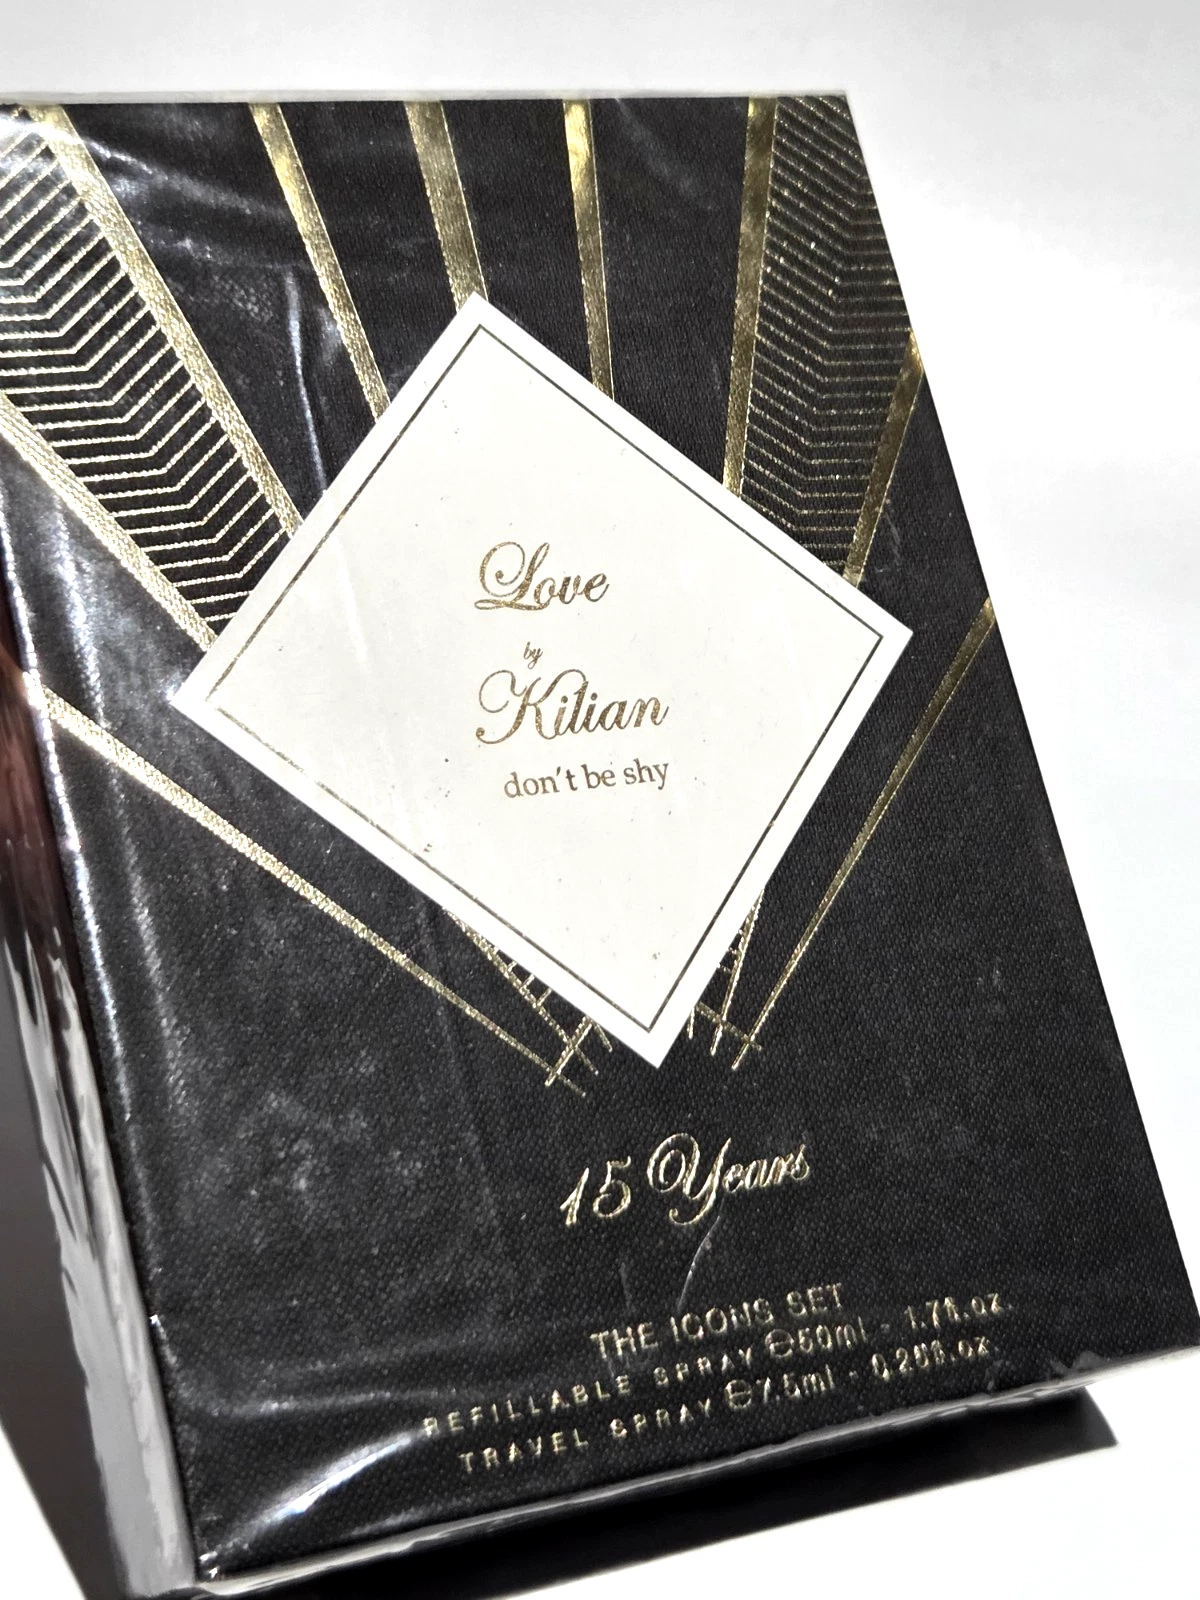 Love
by
Kilian
don't be shy
15 Years
THE ICONS SET
REFILLABLE SPRAY ℮50ml - 1.7fl.oz.
TRAVEL SPRAY ℮7.5ml - 0.25fl.oz.